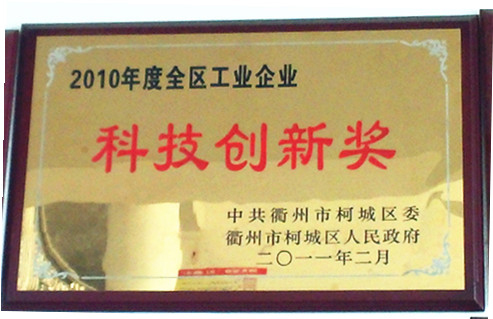 2010年度全区工业企业
科技创新奖
中共衢州市柯城区委
衢州市柯城区人民政府
二〇一一年二月